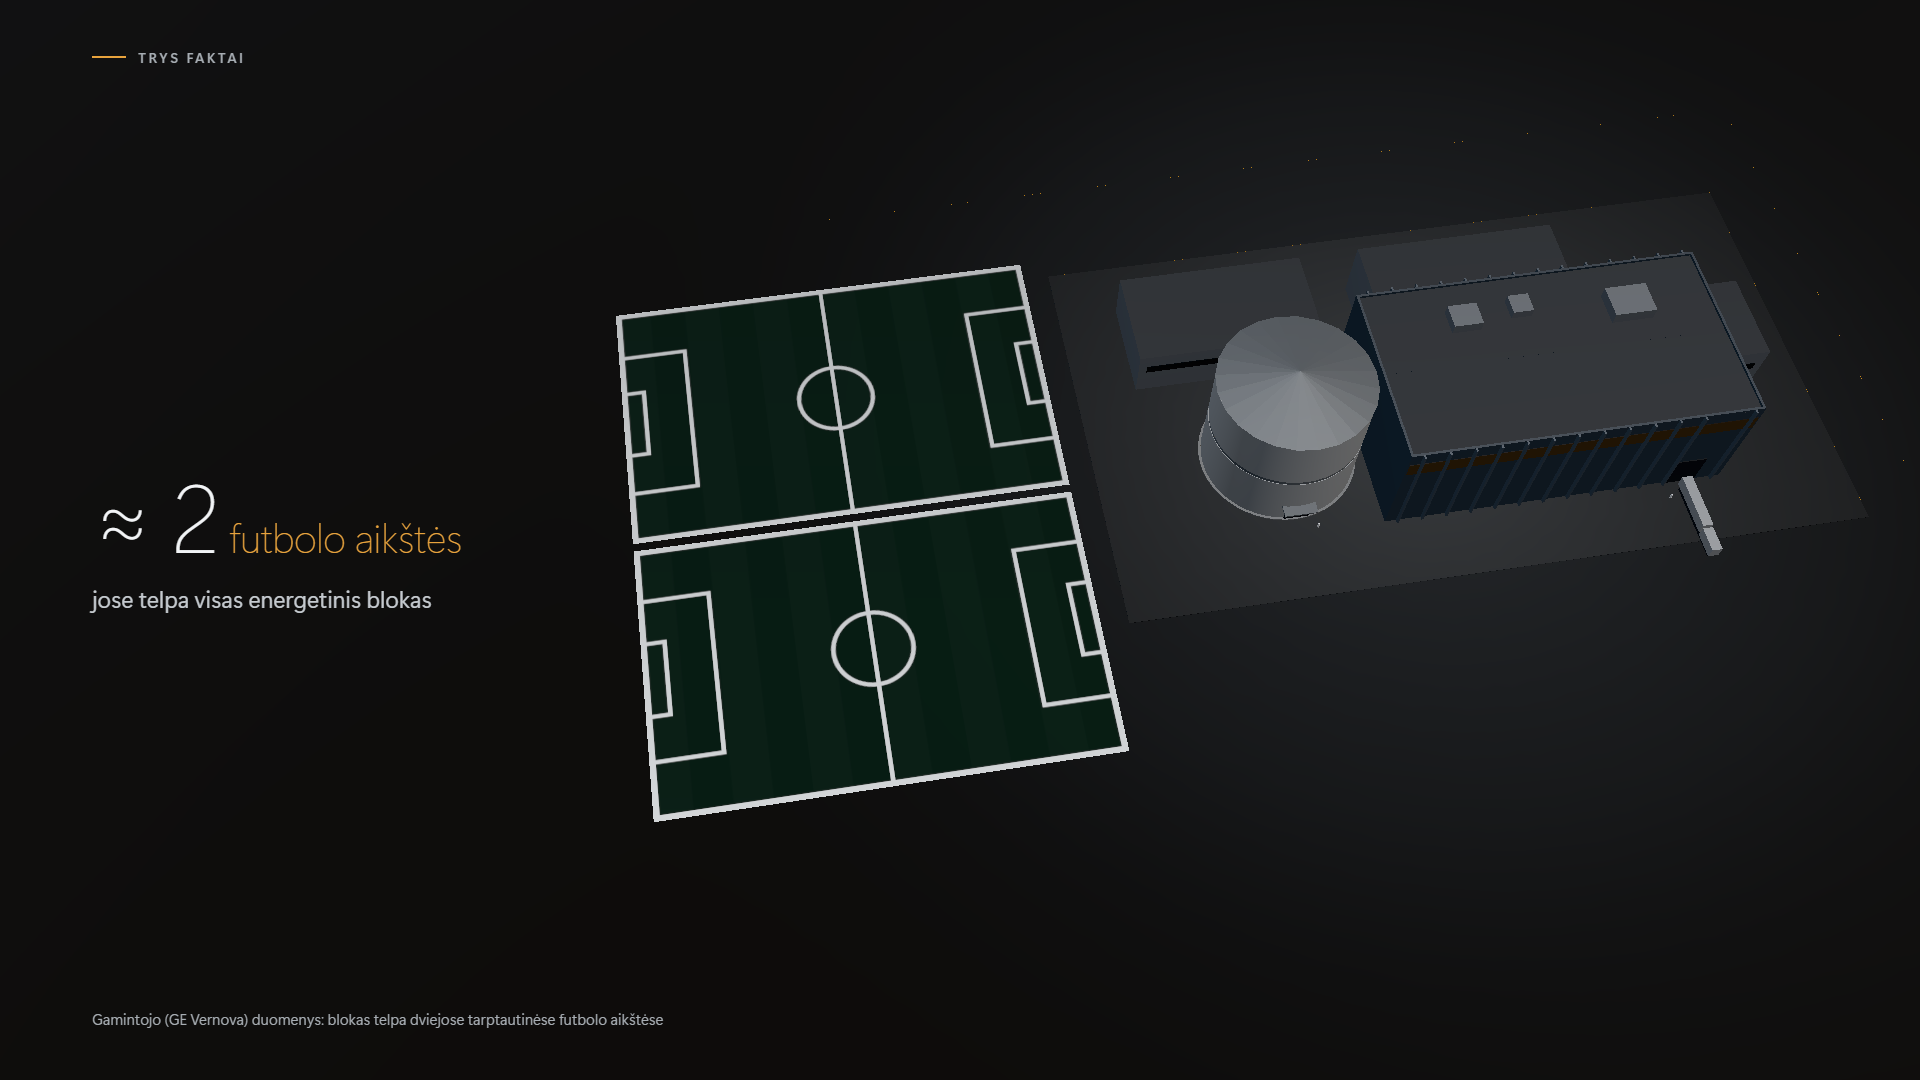 TRYS FAKTAI
≈ 2 futbolo aikštės
jose telpa visas energetinis blokas
Gamintojo (GE Vernova) duomenys: blokas telpa dviejose tarptautinėse futbolo aikštėse